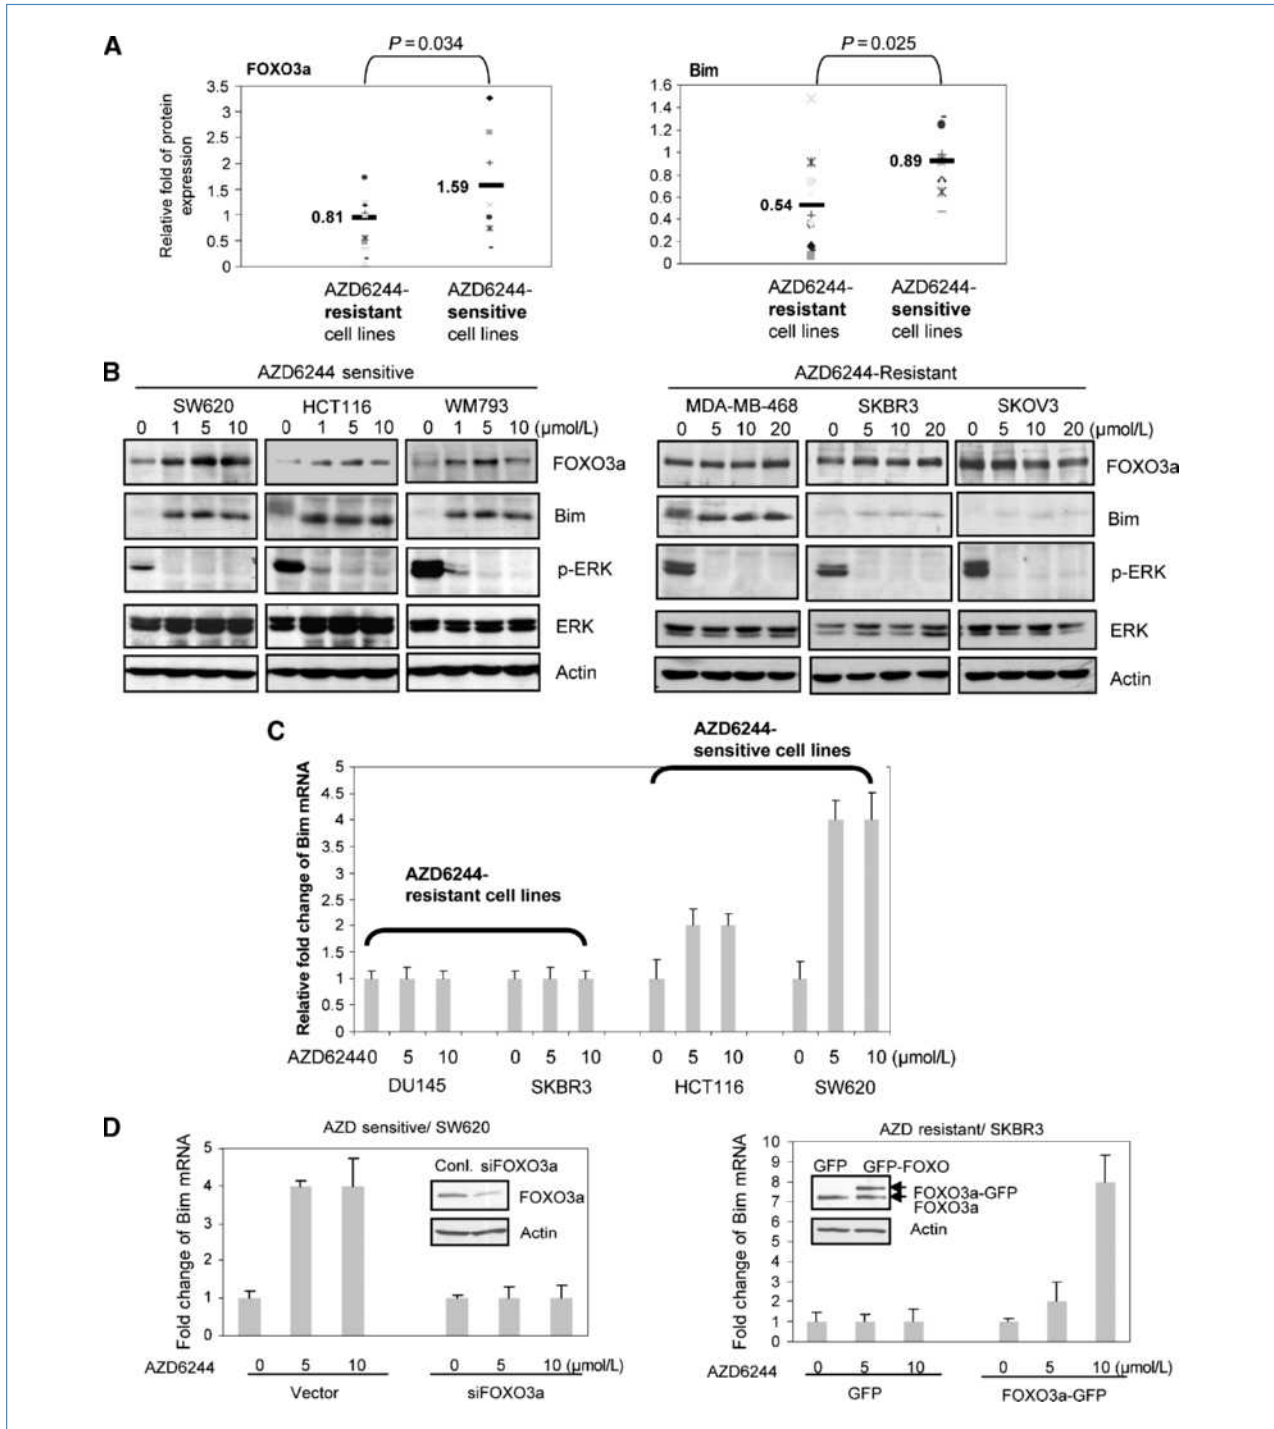 A
P=0.034
P=0.025
FOXO3a
Bim
Relative fold of protein
expression
3.5
3
2.5
2
1.5
1
0.5
0
0.81
1.59
1.6
1.4
1.2
1
0.8
0.6
0.4
0.2
0
0.54
0.89
AZD6244-
resistant
cell lines
AZD6244-
sensitive
cell lines
AZD6244-
resistant
cell lines
AZD6244-
sensitive
cell lines
B
AZD6244 sensitive
SW620 HCT116 WM793
0 1 5 10 0 1 5 10 0 1 5 10 (µmol/L)
FOXO3a
Bim
p-ERK
ERK
Actin
AZD6244-Resistant
MDA-MB-468 SKBR3 SKOV3
0 5 10 20 0 5 10 20 0 5 10 20 (µmol/L)
FOXO3a
Bim
p-ERK
ERK
Actin
C
Relative fold change of Bim mRNA
5
4.5
4
3.5
3
2.5
2
1.5
1
0.5
0
AZD6244-
resistant cell lines
AZD6244-
sensitive cell lines
AZD6244 0 5 10 0 5 10 0 5 10 0 5 10 (µmol/L)
DU145 SKBR3 HCT116 SW620
D
AZD sensitive/ SW620
Fold change of Bim mRNA
5
4
3
2
1
0
Conl. siFOXO3a
FOXO3a
Actin
AZD6244 0 5 10 0 5 10 (µmol/L)
Vector siFOXO3a
AZD resistant/ SKBR3
Fold change of Bim mRNA
10
9
8
7
6
5
4
3
2
1
0
GFP GFP-FOXO
FOXO3a-GFP
FOXO3a
Actin
AZD6244 0 5 10 0 5 10 (µmol/L)
GFP FOXO3a-GFP